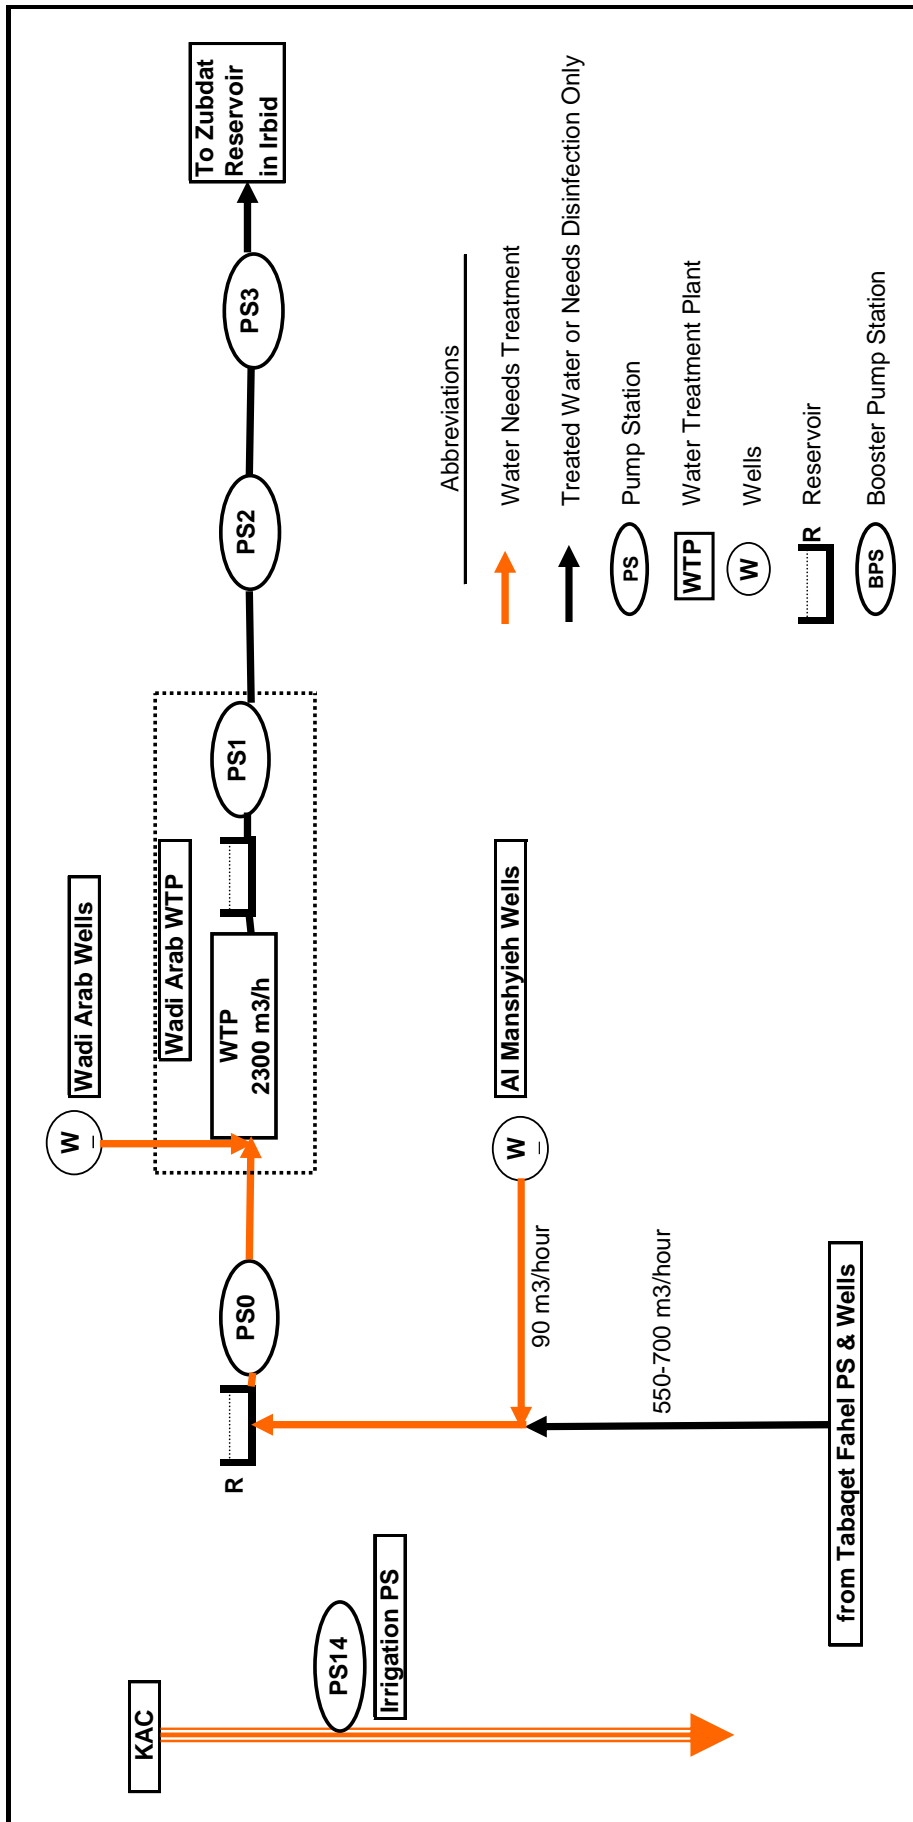 KAC
PS14
Irrigation PS
R
PS0
W
Wadi Arab Wells
Wadi Arab WTP
WTP
2300 m3/h
PS1
PS2
PS3
To Zubdat
Reservoir
in Irbid
W
Al Manshyieh Wells
90 m3/hour
550-700 m3/hour
from Tabaqet Fahel PS & Wells
Abbreviations
Water Needs Treatment
Treated Water or Needs Disinfection Only
PS Pump Station
WTP Water Treatment Plant
W Wells
R Reservoir
BPS Booster Pump Station